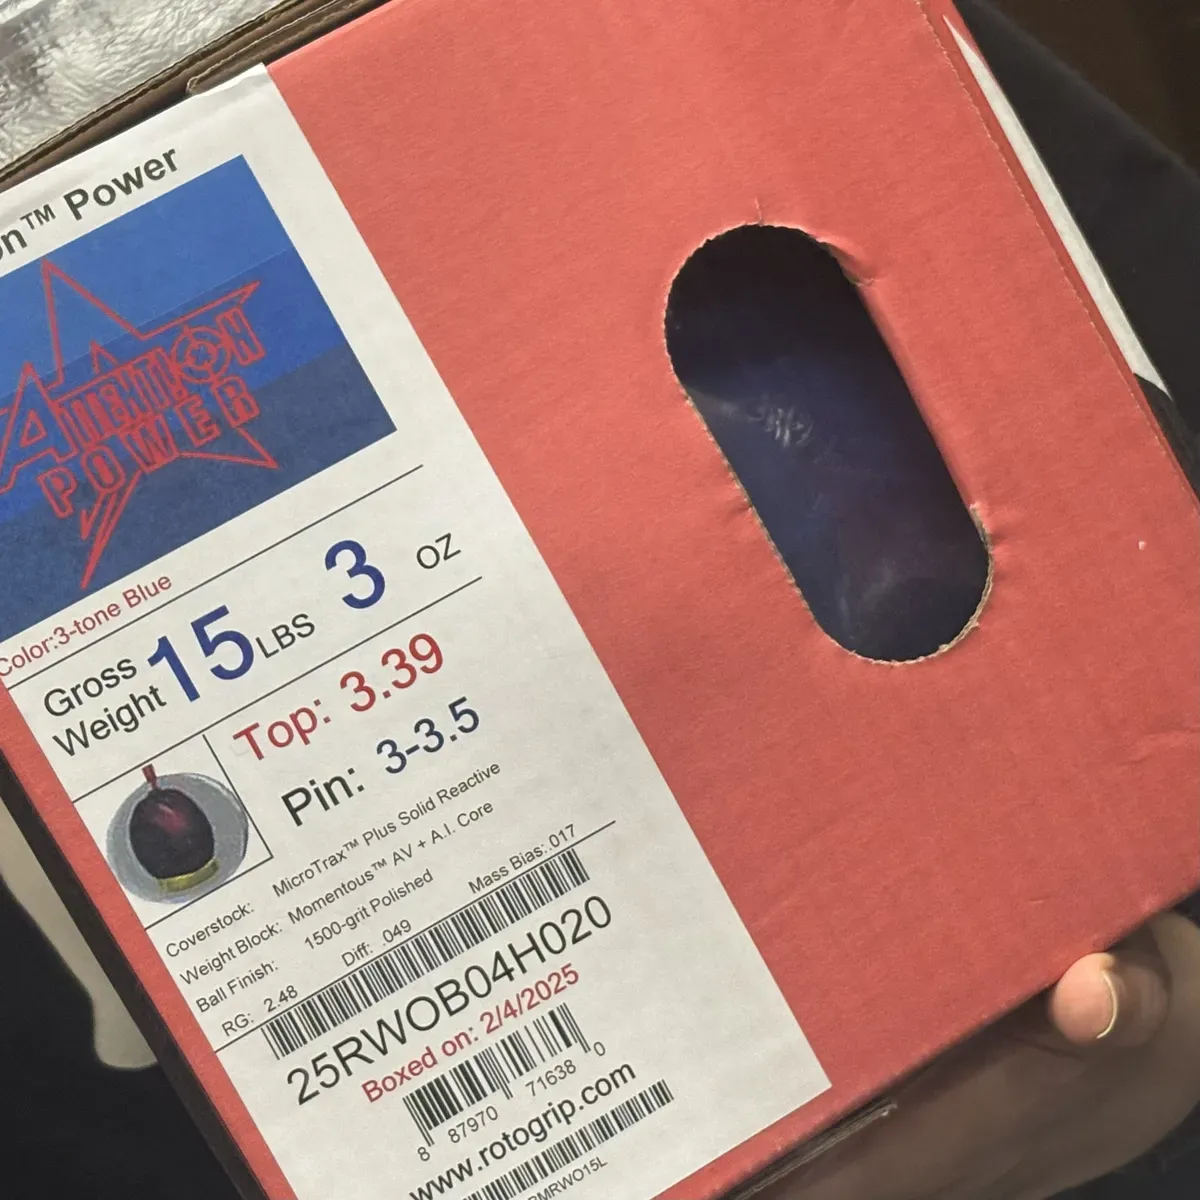 Power
ATTENTION
POWER
Color:3-tone Blue
Gross Weight 15 LBS 3 OZ
Top: 3.39
Pin: 3-3.5
Coverstock: MicroTrax™ Plus Solid Reactive
Weight Block: Momentous™ AV + A.I. Core
Ball Finish: 1500-grit Polished
RG: 2.48 Diff: .049 Mass Bias:.017
25RWOB04H020
Boxed on: 2/4/2025
8 87970 71638 0
www.rotogrip.com